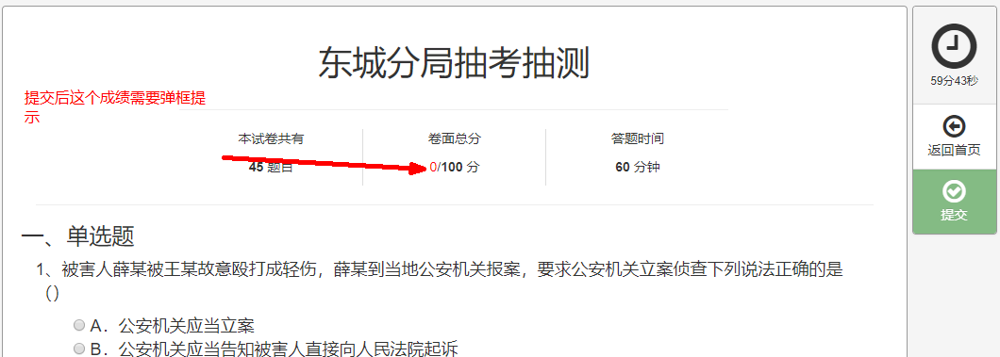 东城分局抽考抽测
59分43秒
提交后这个成绩需要弹框提
示
本试卷共有
卷面总分
答题时间
返回首页
45 题目
0/100 分
60 分钟
提交
一、单选题
1、被害人薛某被王某故意殴打成轻伤，薛某到当地公安机关报案，要求公安机关立案侦查下列说法正确的是
（）
A．公安机关应当立案
B．公安机关应当告知被害人直接向人民法院起诉